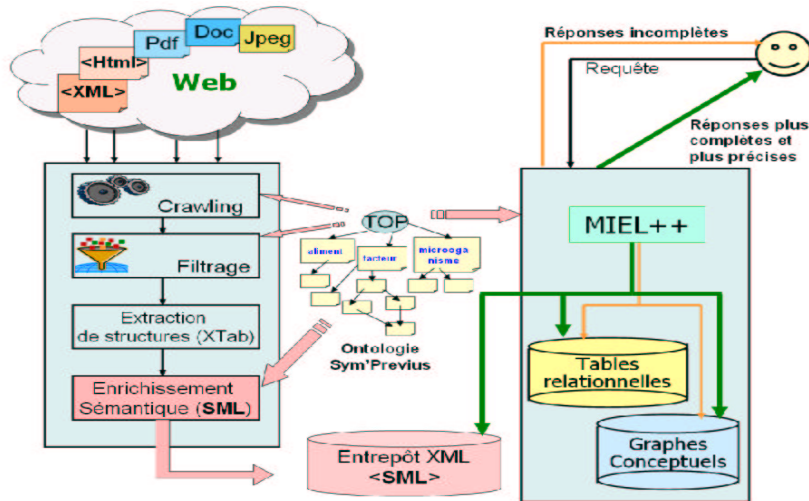 Pdf
Doc
Jpeg
<Html>
<XML>
Web
Réponses incomplètes
Requête
Réponses plus
complètes et
plus précises
Crawling
Filtrage
Extraction
de structures (XTab)
Enrichissement
Sémantique (SML)
TOP
aliment
facteur
microoga
nisme
Ontologie
Sym'Previus
MIEL++
Tables
relationnelles
Graphes
Conceptuels
Entrepôt XML
<SML>